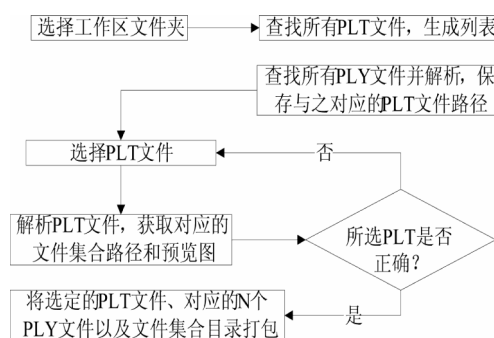 选择工作区文件夹
查找所有PLT文件，生成列表
查找所有PLY文件并解析，保
存与之对应的PLT文件路径
选择PLT文件
否
解析PLT文件，获取对应的
文件集合路径和预览图
所选PLT是否
正确？
是
将选定的PLT文件、对应的N个
PLY文件以及文件集合目录打包